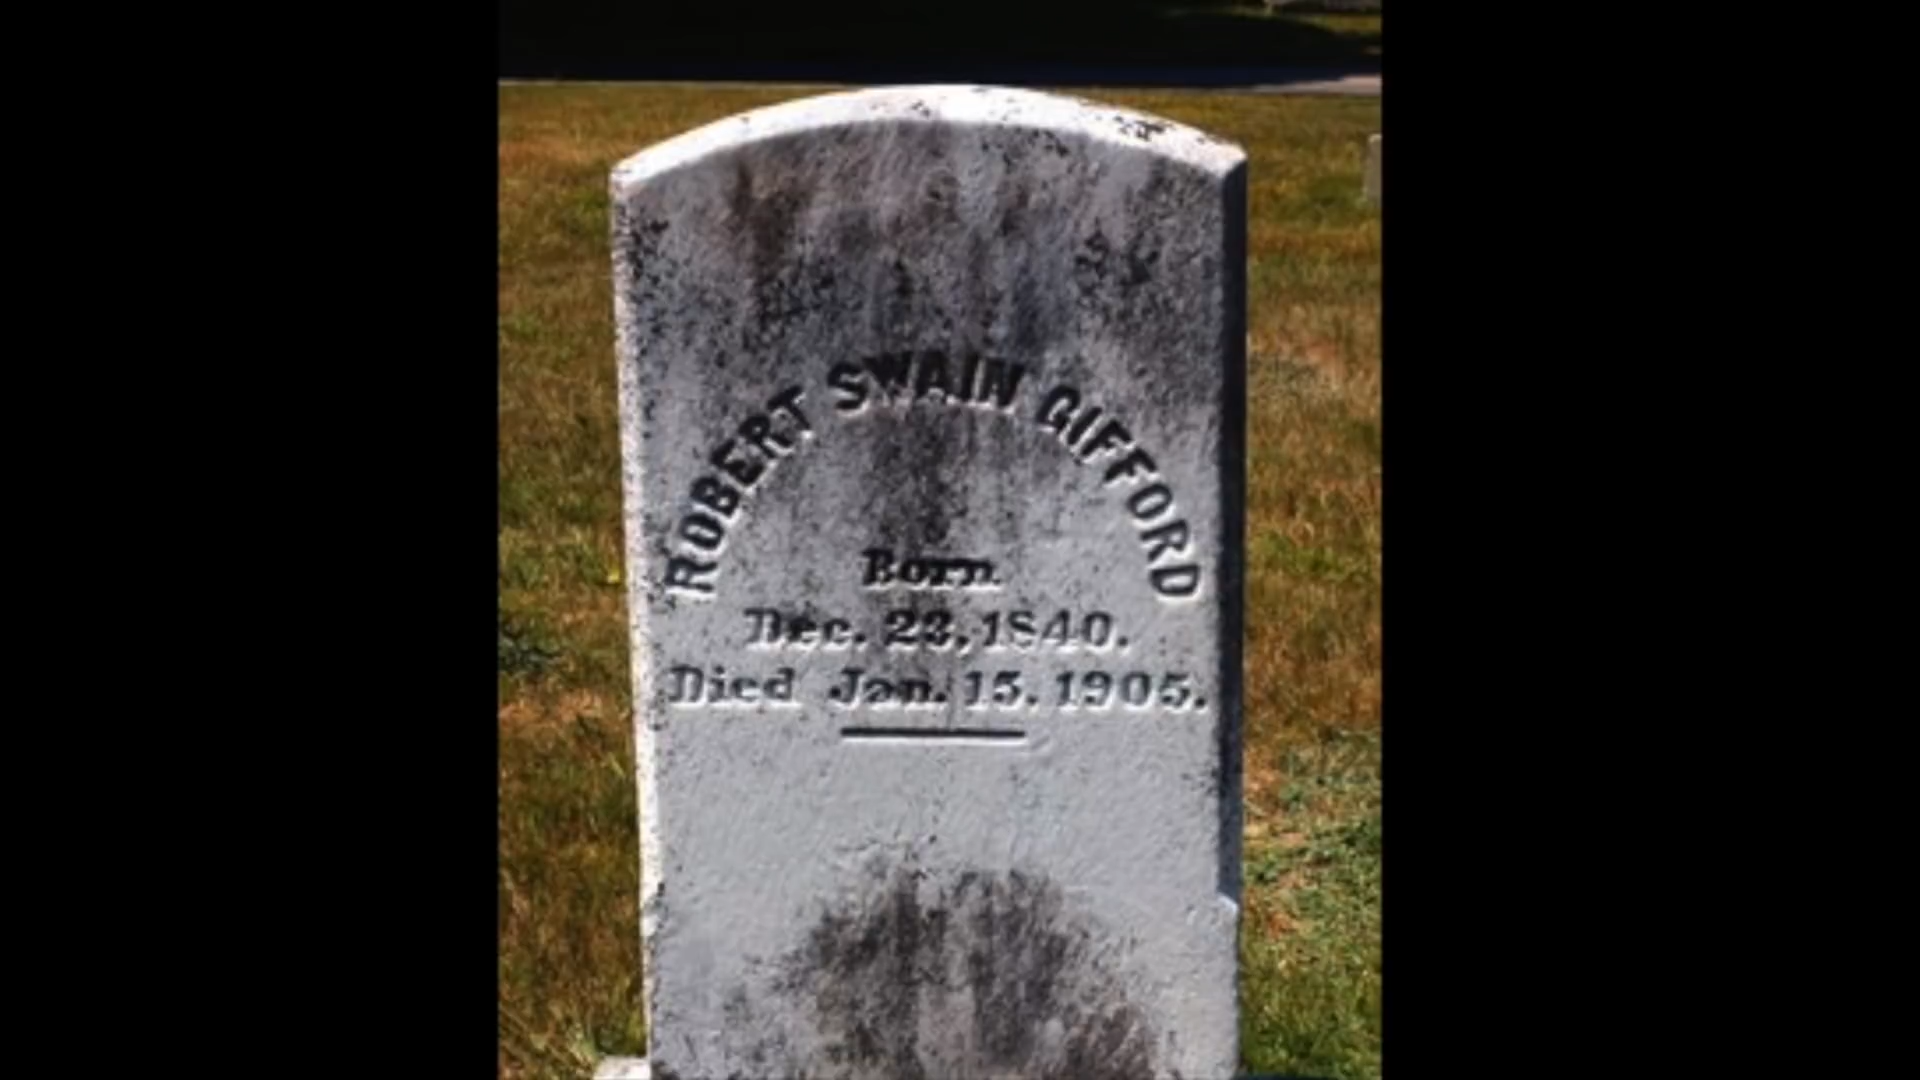 ROBERT SWAIN GIFFORD
Born
Dec. 23, 1840.
Died Jan. 15. 1905.